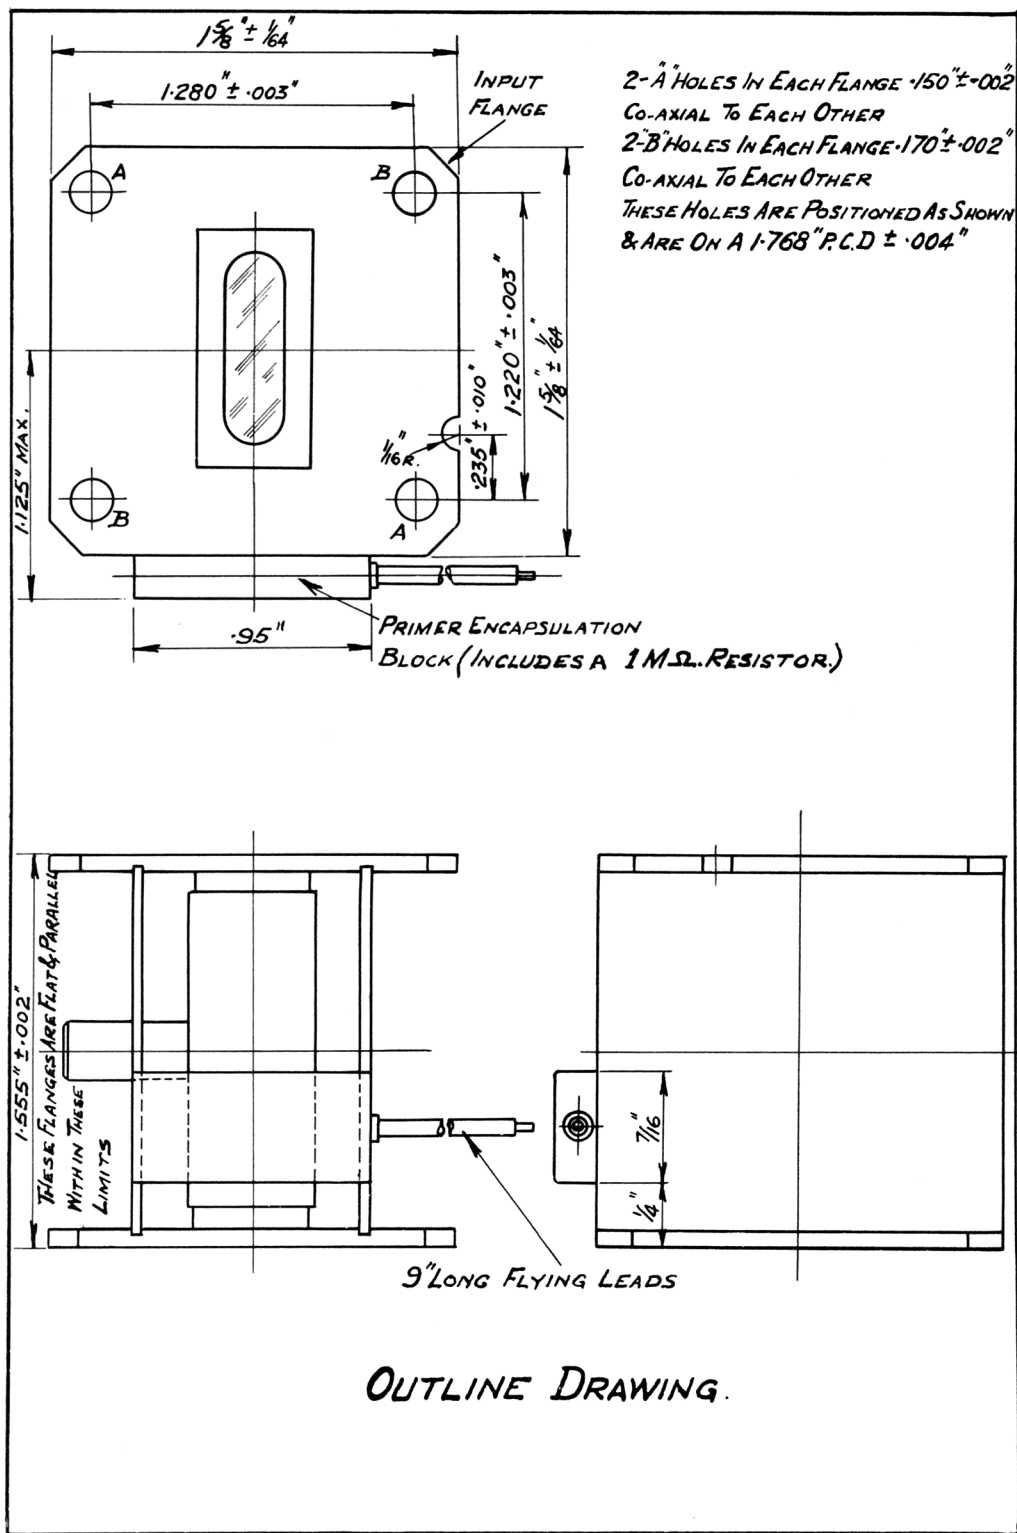 1 5/8" ± 1/64"
1·280" ± ·003"
INPUT
FLANGE
2-"A" HOLES IN EACH FLANGE ·150" ± ·002"
CO-AXIAL TO EACH OTHER
2-"B" HOLES IN EACH FLANGE ·170" ± ·002"
CO-AXIAL TO EACH OTHER
THESE HOLES ARE POSITIONED AS SHOWN
& ARE ON A 1·768" P.C.D ± ·004"
A
B
1·125" MAX.
1/16" R.
·235" ± ·010"
1·220" ± ·003"
1 5/8" ± 1/64"
B
A
·95"
PRIMER ENCAPSULATION
BLOCK (INCLUDES A 1 MΩ. RESISTOR.)
1·555" ± ·002"
THESE FLANGES ARE FLAT & PARALLEL
WITHIN THESE
LIMITS
7/16"
1/4"
9" LONG FLYING LEADS
OUTLINE DRAWING.